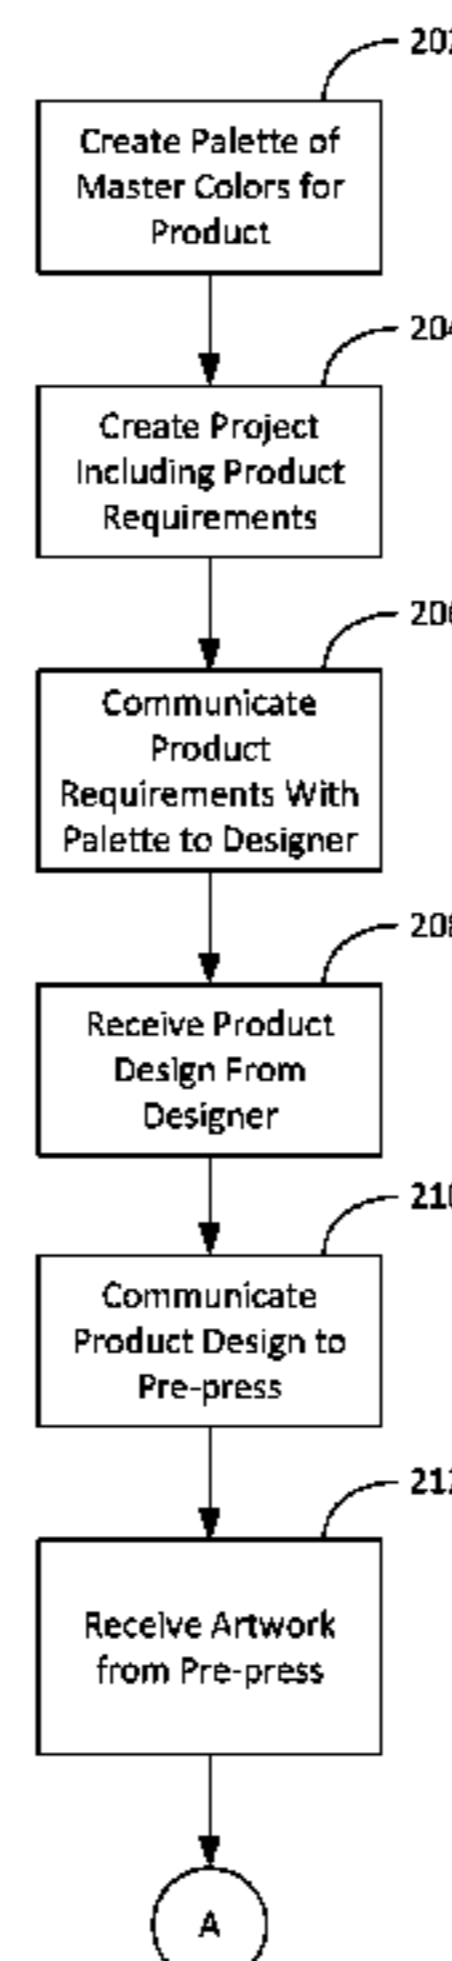 202
Create Palette of
Master Colors for
Product
204
Create Project
Including Product
Requirements
206
Communicate
Product
Requirements With
Palette to Designer
208
Receive Product
Design From
Designer
210
Communicate
Product Design to
Pre-press
212
Receive Artwork
from Pre-press
A